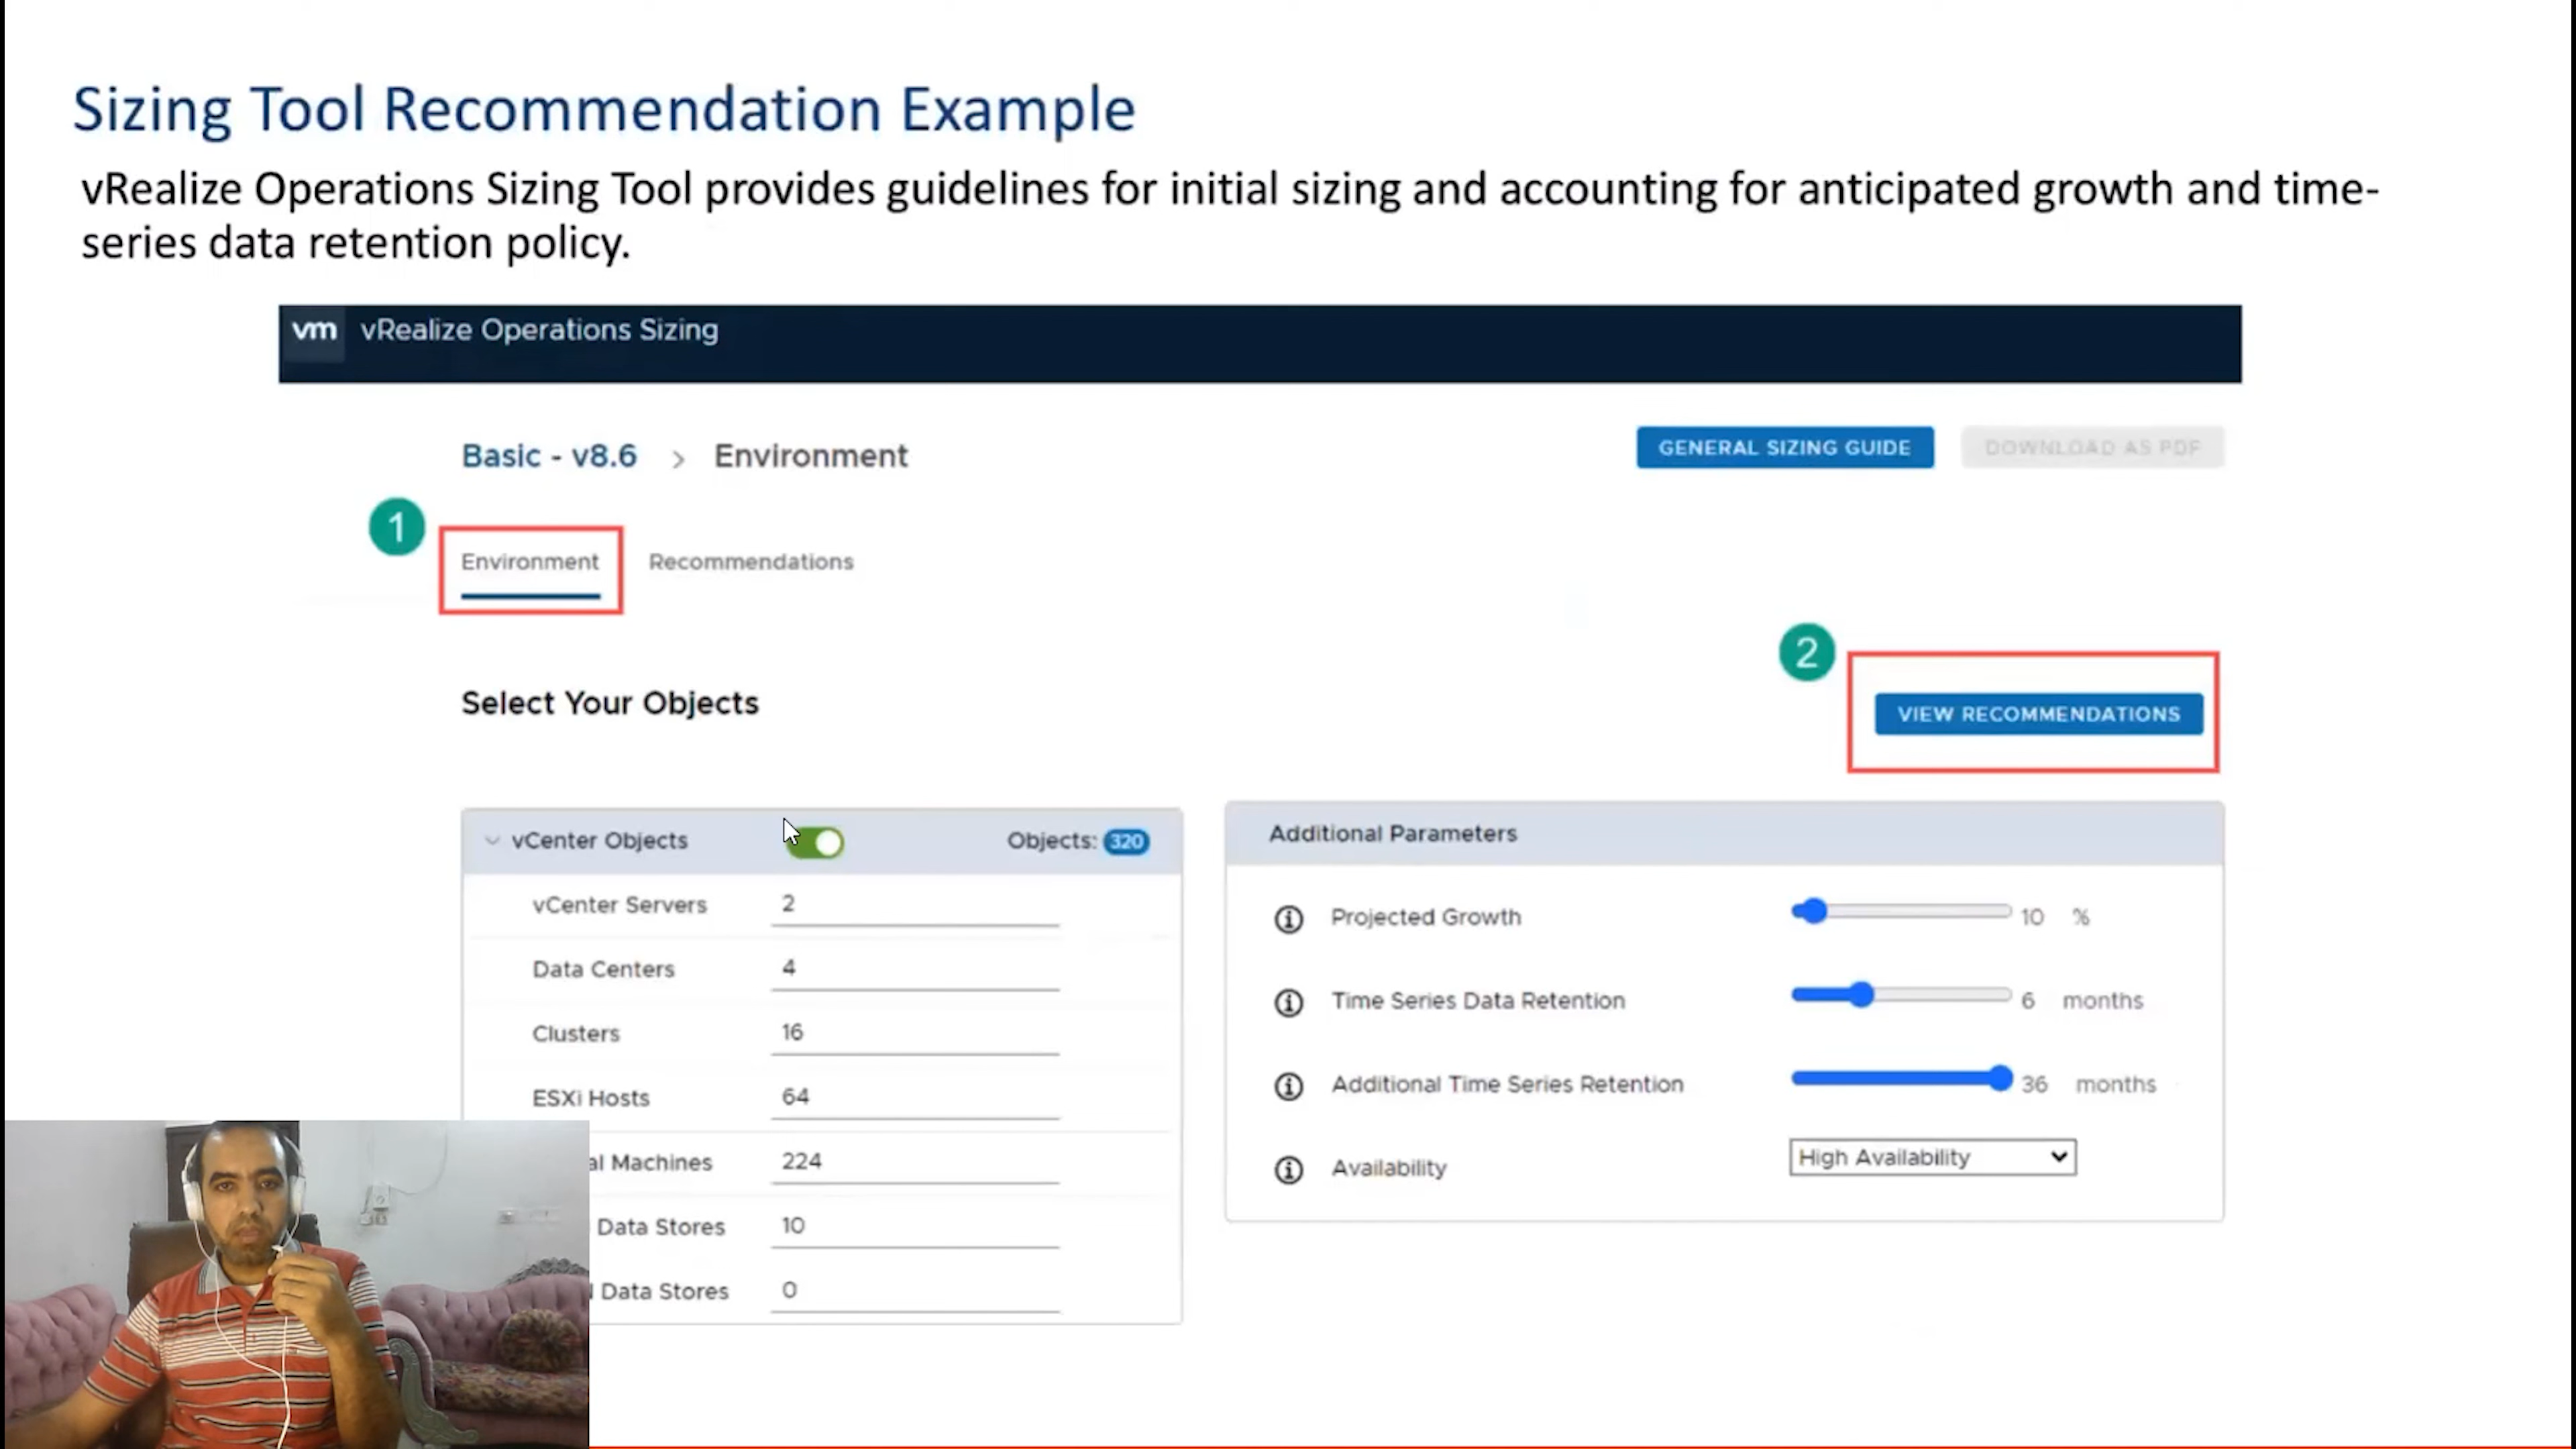 Sizing Tool Recommendation Example
vRealize Operations Sizing Tool provides guidelines for initial sizing and accounting for anticipated growth and time-
series data retention policy.
vm vRealize Operations Sizing
Basic - v8.6 > Environment
GENERAL SIZING GUIDE
DOWNLOAD AS PDF
1
Environment Recommendations
2
Select Your Objects
VIEW RECOMMENDATIONS
vCenter Objects Objects: 320
vCenter Servers 2
Data Centers 4
Clusters 16
ESXi Hosts 64
al Machines 224
Data Stores 10
Data Stores 0
Additional Parameters
Projected Growth 10 %
Time Series Data Retention 6 months
Additional Time Series Retention 36 months
Availability High Availability